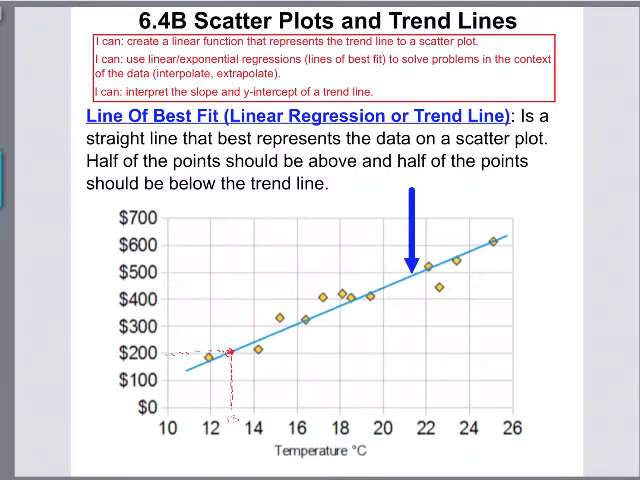 6.4B Scatter Plots and Trend Lines
I can: create a linear function that represents the trend line to a scatter plot.
I can: use linear/exponential regressions (lines of best fit) to solve problems in the context
of the data (interpolate, extrapolate).
I can: interpret the slope and y-intercept of a trend line.
Line Of Best Fit (Linear Regression or Trend Line): Is a
straight line that best represents the data on a scatter plot.
Half of the points should be above and half of the points
should be below the trend line.
$700
$600
$500
$400
$300
$200
$100
$0
10 12 14 16 18 20 22 24 26
13
Temperature °C